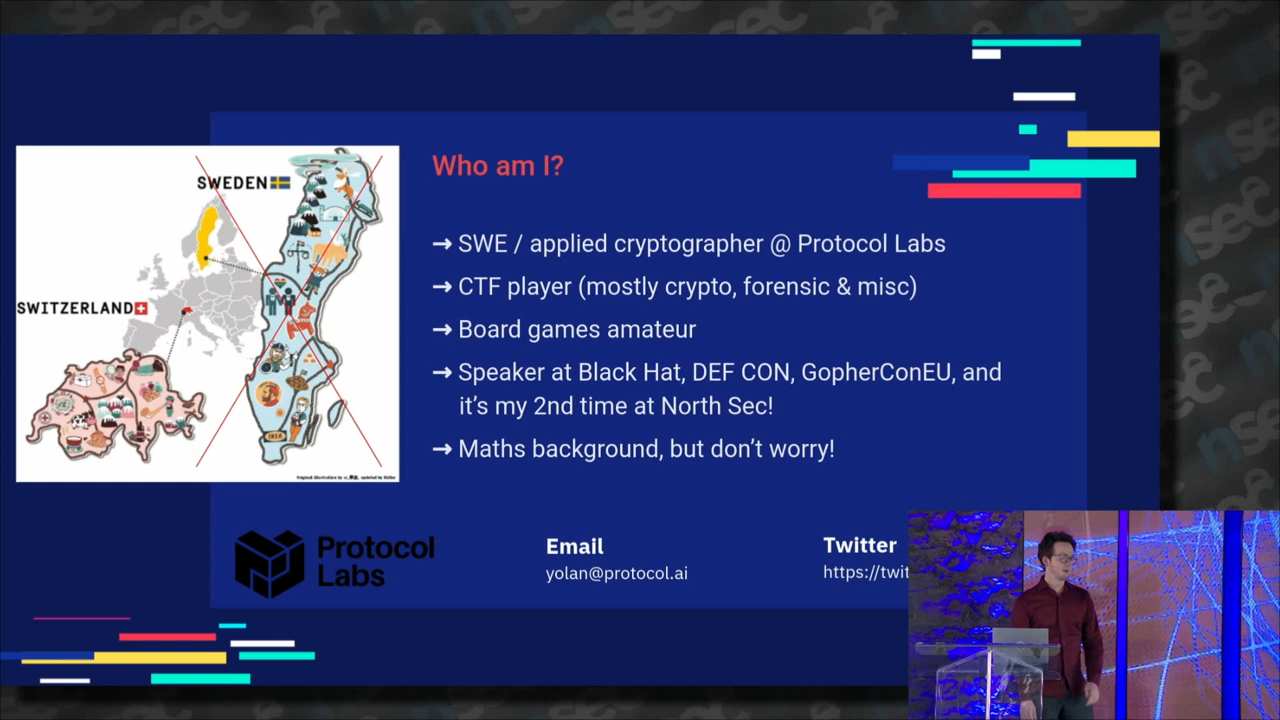 SWEDEN
SWITZERLAND
IKEA
Who am I?
→ SWE / applied cryptographer @ Protocol Labs
→ CTF player (mostly crypto, forensic & misc)
→ Board games amateur
→ Speaker at Black Hat, DEF CON, GopherConEU, and
it's my 2nd time at North Sec!
→ Maths background, but don't worry!
Protocol
Labs
Email
yolan@protocol.ai
Twitter
https://twit
nsec